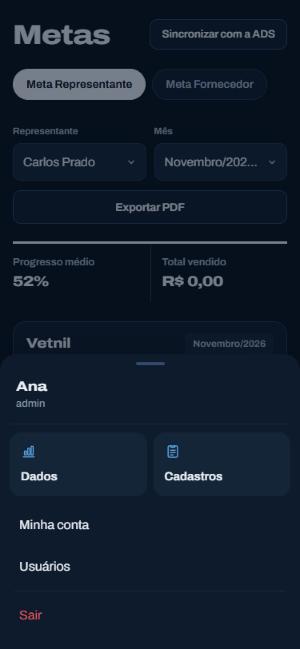 Metas
Sincronizar com a ADS
Meta Representante
Meta Fornecedor
Representante
Mês
Carlos Prado
Novembro/202...
Exportar PDF
Progresso médio
Total vendido
52%
R$ 0,00
Vetnil
Novembro/2026
Ana
admin
Dados
Cadastros
Minha conta
Usuários
Sair